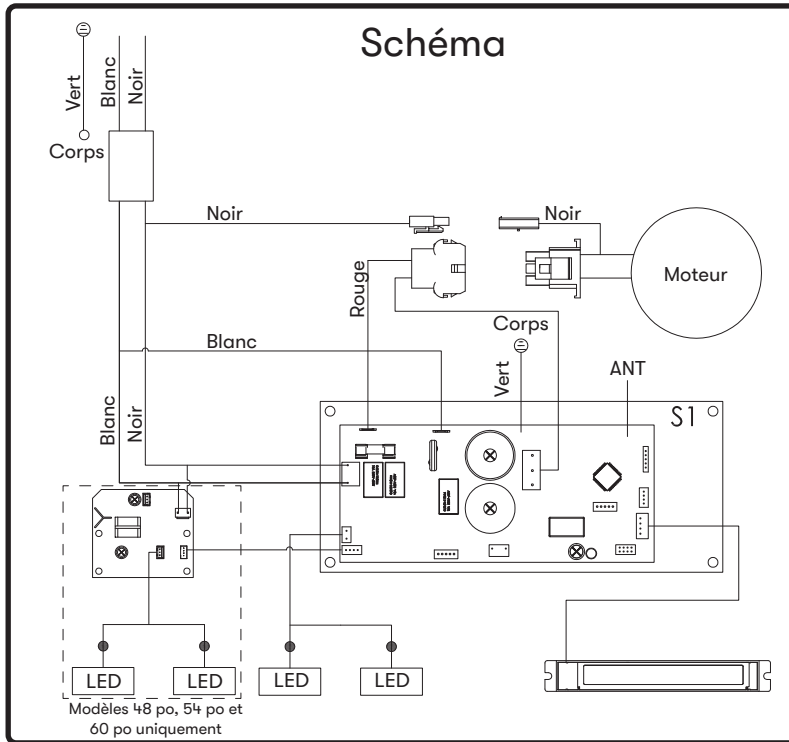 Schéma
Vert
Blanc
Noir
Corps
Noir
Noir
Moteur
Rouge
Corps
Blanc
Vert
ANT
Blanc
Noir
S1
LED
LED
LED
LED
Modèles 48 po, 54 po et
60 po uniquement